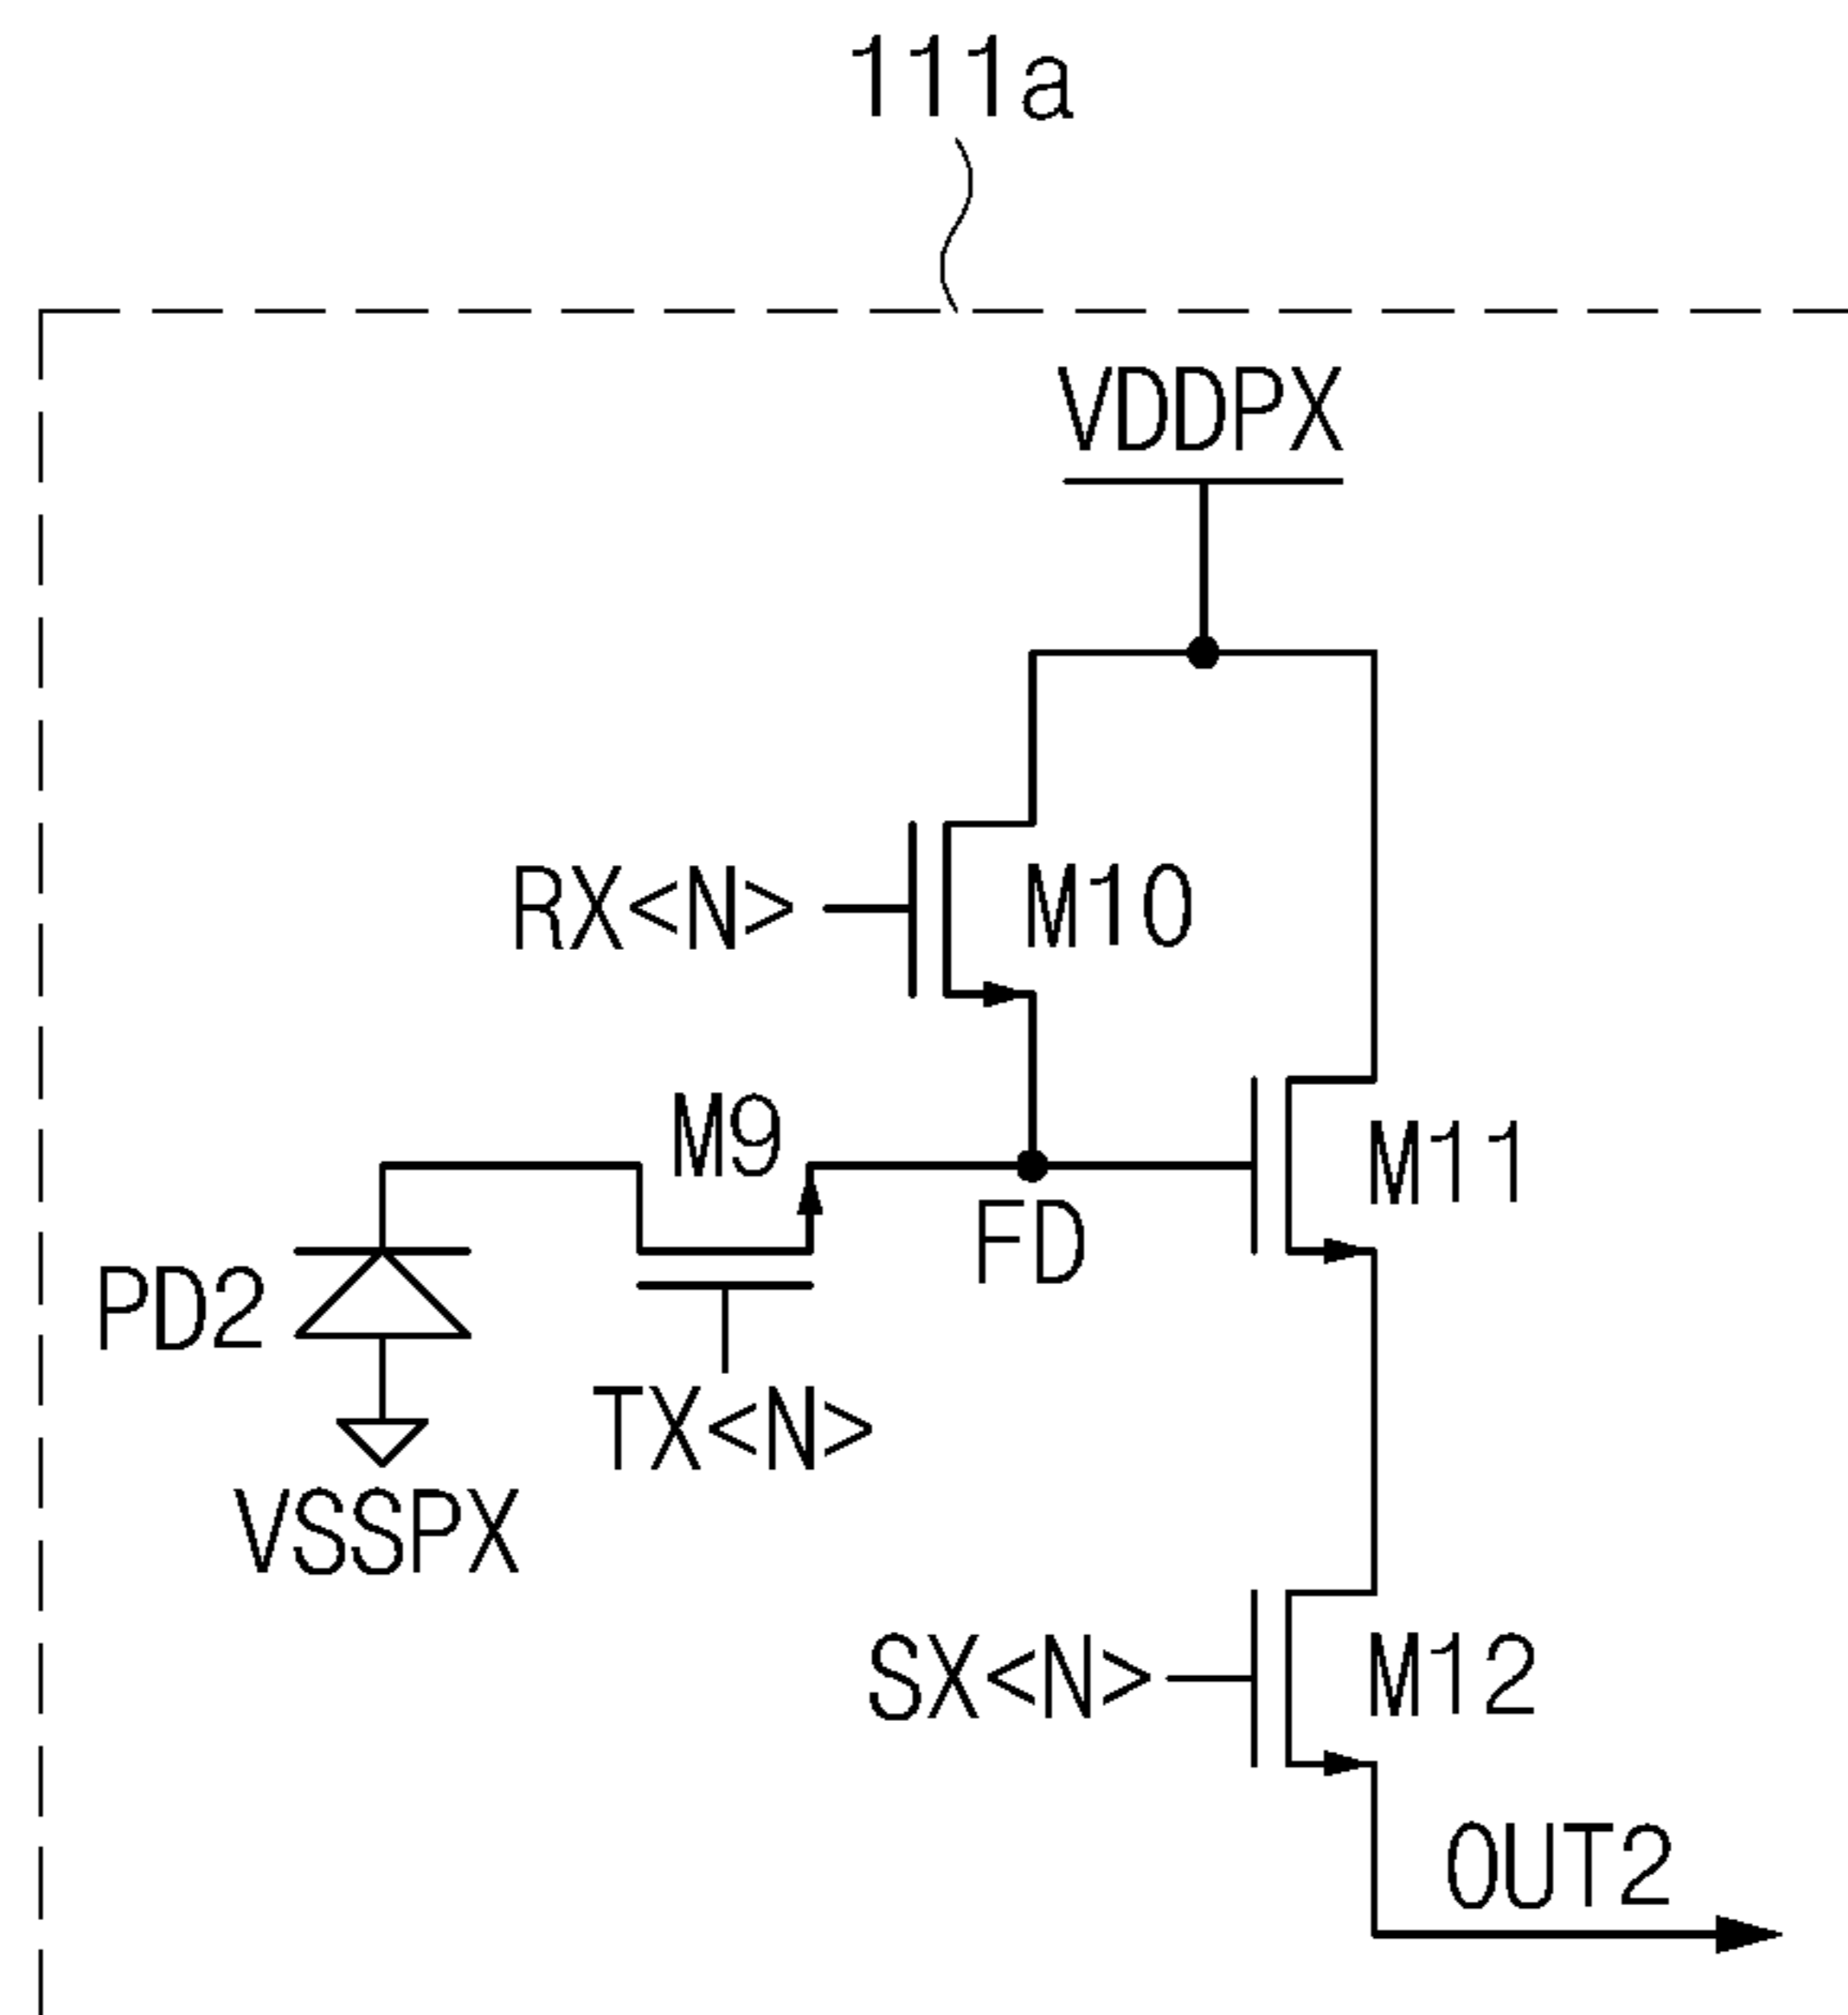 111a
VDDPX
RX<N>
M10
M9
M11
FD
PD2
TX<N>
VSSPX
SX<N>
M12
OUT2